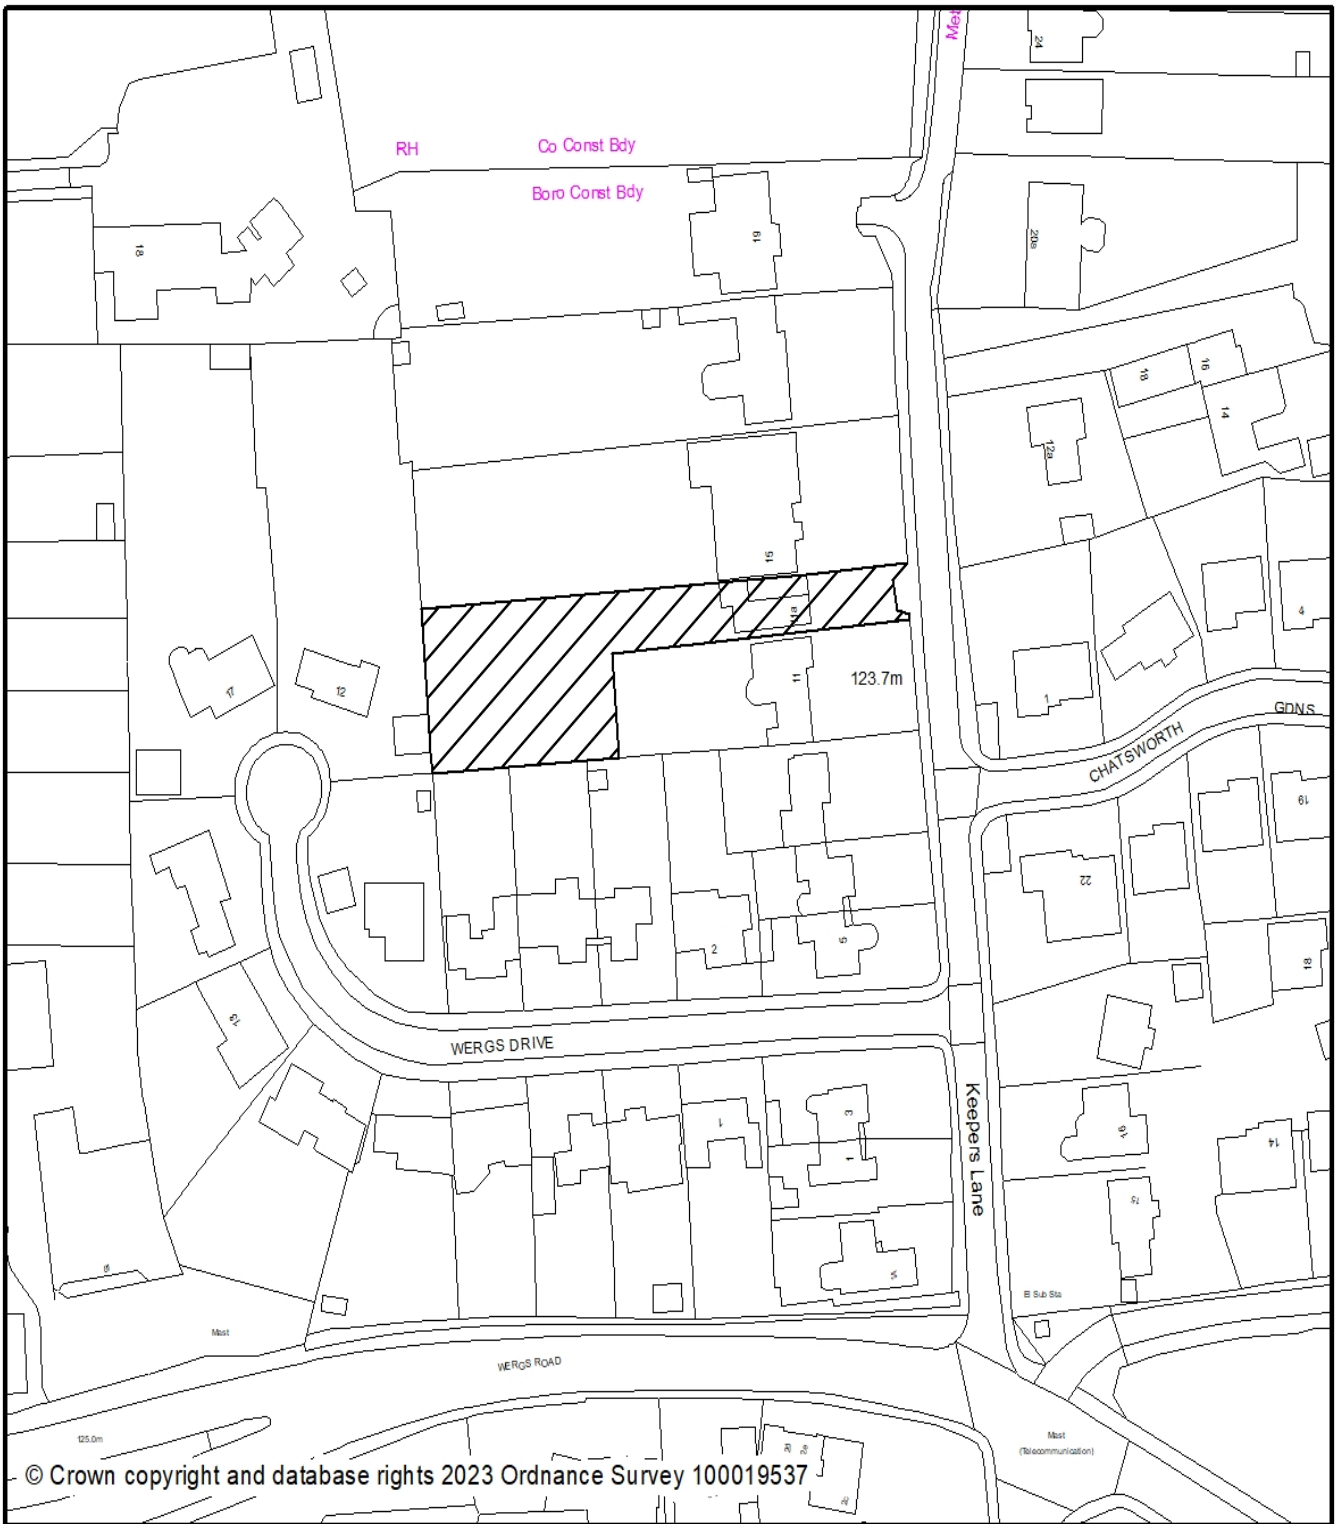 Met
24
RH
Co Const Bdy
Boro Const Bdy
18
19
20a
16
18
14
12a
15
11a
4
17
12
11
123.7m
1
GDNS
CHATSWORTH
19
22
2
5
18
13
WERGS DRIVE
3
1
1
Keepers Lane
16
14
El Sub Sta
Mast
WERGS ROAD
125.0m
Mast
(Telecommunication)
© Crown copyright and database rights 2023 Ordnance Survey 100019537